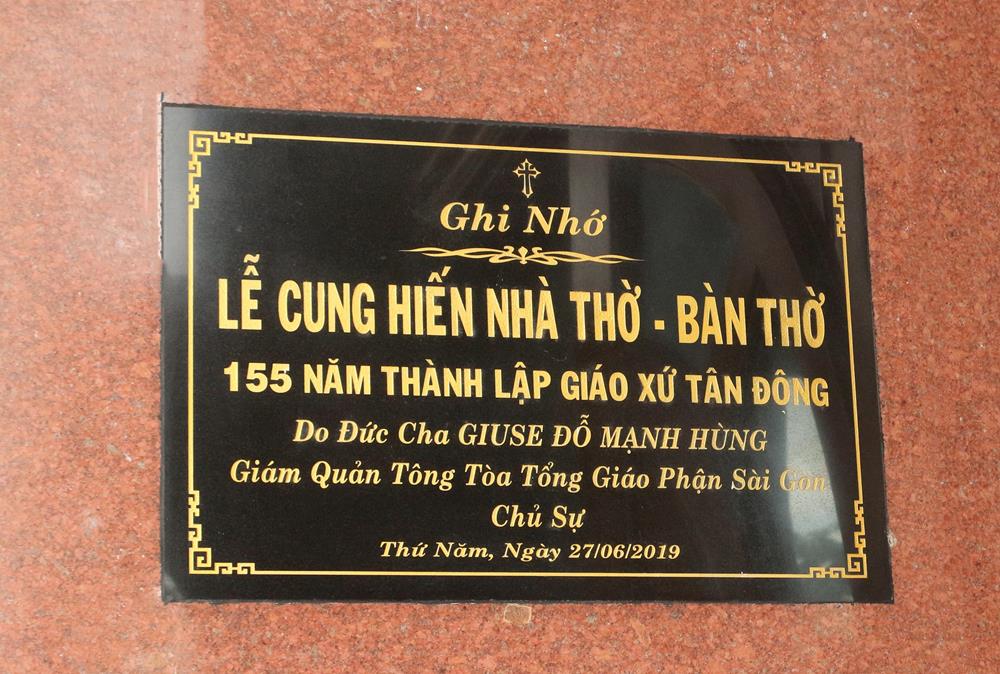 Ghi Nhớ
LỄ CUNG HIẾN NHÀ THỜ - BÀN THỜ
155 NĂM THÀNH LẬP GIÁO XỨ TÂN ĐÔNG
Do Đức Cha GIUSE ĐỖ MẠNH HÙNG
Giám Quản Tông Tòa Tổng Giáo Phận Sài Gòn
Chủ Sự
Thứ Năm, Ngày 27/06/2019